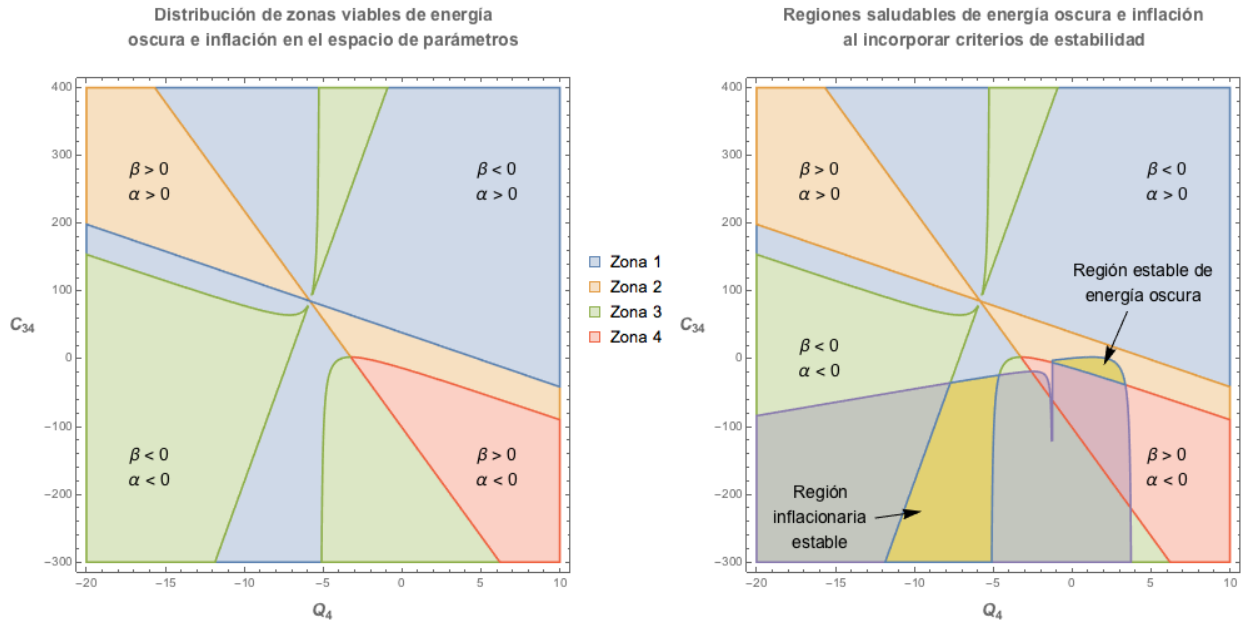 Distribución de zonas viables de energía
oscura e inflación en el espacio de parámetros
400
300
200
100
0
−100
−200
−300
−20
−15
−10
−5
0
5
10
C34
Q4
β > 0
α > 0
β < 0
α > 0
β < 0
α < 0
β > 0
α < 0
Zona 1
Zona 2
Zona 3
Zona 4
Regiones saludables de energía oscura e inflación
al incorporar criterios de estabilidad
400
300
200
100
0
−100
−200
−300
−20
−15
−10
−5
0
5
10
C34
Q4
β > 0
α > 0
β < 0
α > 0
Región estable de
energía oscura
β < 0
α < 0
β > 0
α < 0
Región
inflacionaria
estable